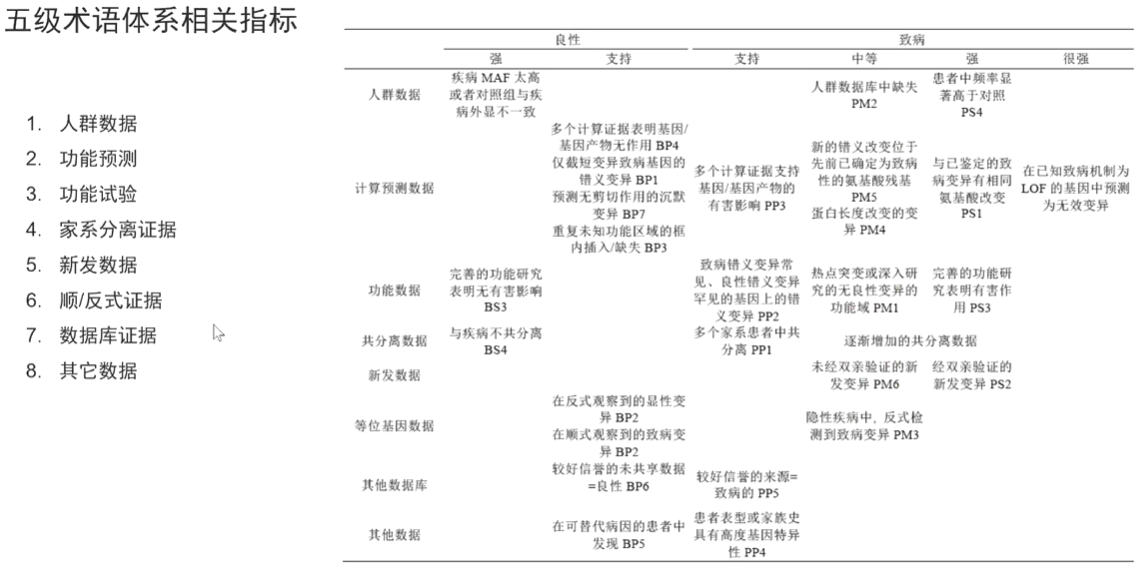 五级术语体系相关指标
1. 人群数据
2. 功能预测
3. 功能试验
4. 家系分离证据
5. 新发数据
6. 顺/反式证据
7. 数据库证据
8. 其它数据
良性
致病
强
支持
支持
中等
强
很强
人群数据
疾病 MAF 太高
或者对照组与疾
病外显不一致
人群数据库中缺失
PM2
患者中频率显
著高于对照
PS4
计算预测数据
多个计算证据表明基因/
基因产物无作用 BP4
仅截短变异致病基因的
错义变异 BP1
预测无剪切作用的沉默
变异 BP7
重复未知功能区域的框
内插入/缺失 BP3
多个计算证据支持
基因/基因产物的
有害影响 PP3
新的错义改变位于
先前已确定为致病
性的氨基酸残基
PM5
蛋白长度改变的变
异 PM4
与已鉴定的致
病变异有相同
氨基酸改变
PS1
在已知致病机制为
LOF 的基因中预测
为无效变异
功能数据
完善的功能研究
表明无有害影响
BS3
致病错义变异常
见、良性错义变异
罕见的基因上的错
义变异 PP2
热点突变或深入研
究的无良性变异的
功能域 PM1
完善的功能研
究表明有害作
用 PS3
共分离数据
与疾病不共分离
BS4
多个家系患者中共
分离 PP1
逐渐增加的共分离数据
新发数据
未经双亲验证的新
发变异 PM6
经双亲验证的
新发变异 PS2
等位基因数据
在反式观察到的显性变
异 BP2
在顺式观察到的致病变
异 BP2
隐性疾病中, 反式检
测到致病变异 PM3
其他数据库
较好信誉的未共享数据
=良性 BP6
较好信誉的来源=
致病的 PP5
其他数据
在可替代病因的患者中
发现 BP5
患者表型或家族史
具有高度基因特异
性 PP4